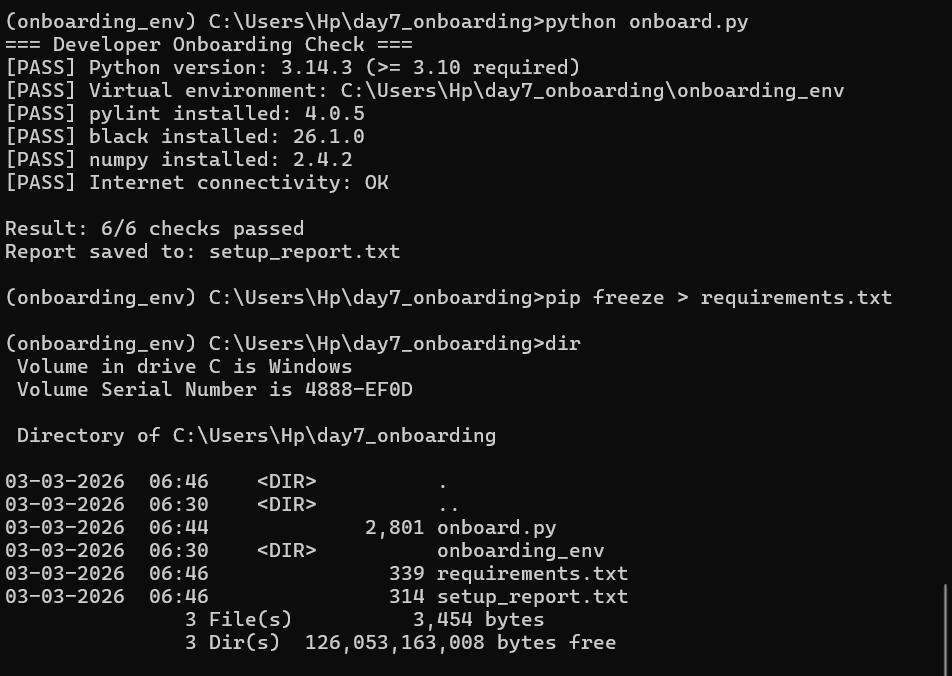 (onboarding_env) C:\Users\Hp\day7_onboarding>python onboard.py
=== Developer Onboarding Check ===
[PASS] Python version: 3.14.3 (>= 3.10 required)
[PASS] Virtual environment: C:\Users\Hp\day7_onboarding\onboarding_env
[PASS] pylint installed: 4.0.5
[PASS] black installed: 26.1.0
[PASS] numpy installed: 2.4.2
[PASS] Internet connectivity: OK

Result: 6/6 checks passed
Report saved to: setup_report.txt

(onboarding_env) C:\Users\Hp\day7_onboarding>pip freeze > requirements.txt

(onboarding_env) C:\Users\Hp\day7_onboarding>dir
 Volume in drive C is Windows
 Volume Serial Number is 4888-EF0D

 Directory of C:\Users\Hp\day7_onboarding

03-03-2026  06:46    <DIR>          .
03-03-2026  06:30    <DIR>          ..
03-03-2026  06:44             2,801 onboard.py
03-03-2026  06:30    <DIR>          onboarding_env
03-03-2026  06:46               339 requirements.txt
03-03-2026  06:46               314 setup_report.txt
               3 File(s)          3,454 bytes
               3 Dir(s)  126,053,163,008 bytes free